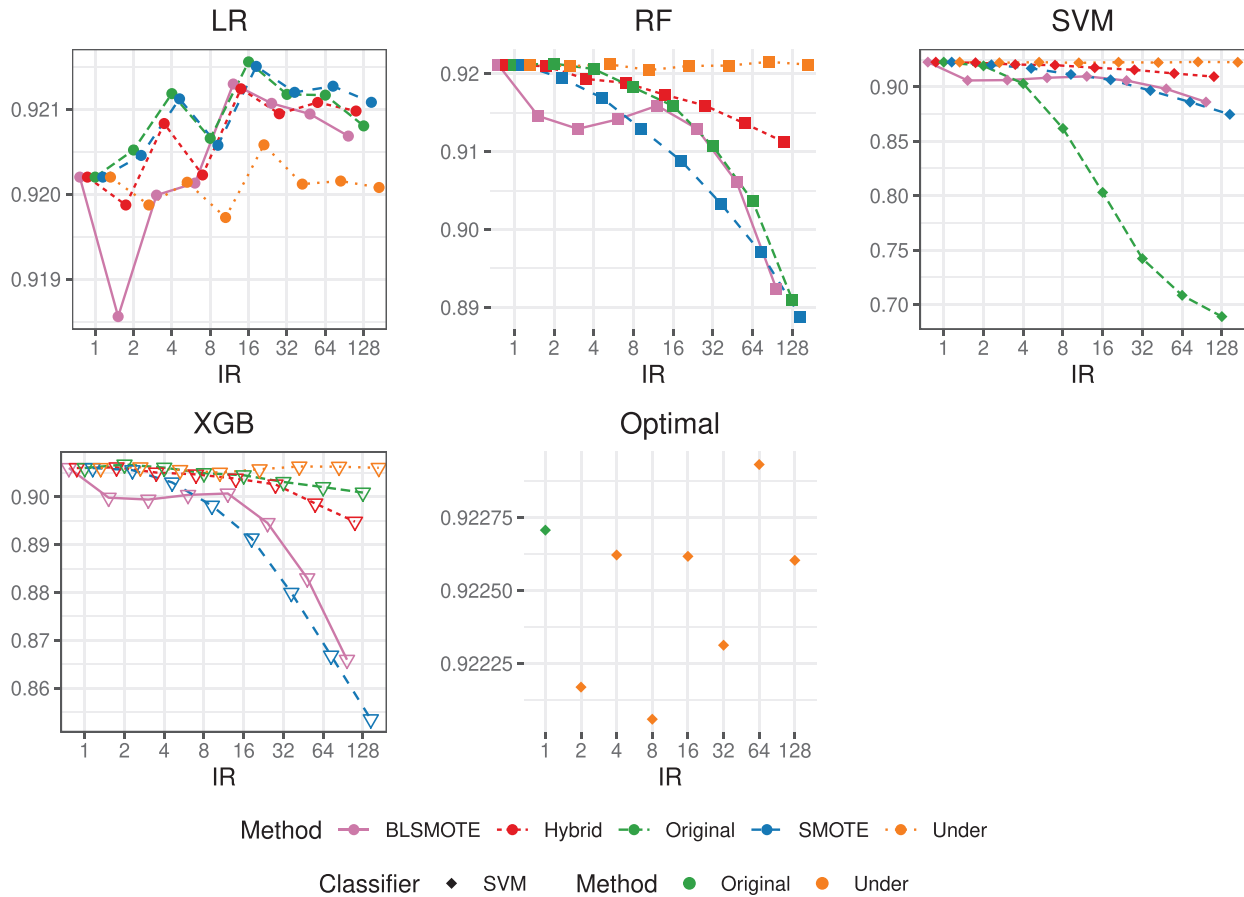 LR RF SVM
0.921
0.920
0.919
1 2 4 8 16 32 64 128
IR
0.92
0.91
0.90
0.89
1 2 4 8 16 32 64 128
IR
0.90
0.85
0.80
0.75
0.70
1 2 4 8 16 32 64 128
IR
XGB Optimal
0.90
0.89
0.88
0.87
0.86
1 2 4 8 16 32 64 128
IR
0.92275
0.92250
0.92225
1 2 4 8 16 32 64 128
IR
Method BLSMOTE Hybrid Original SMOTE Under
Classifier SVM Method Original Under